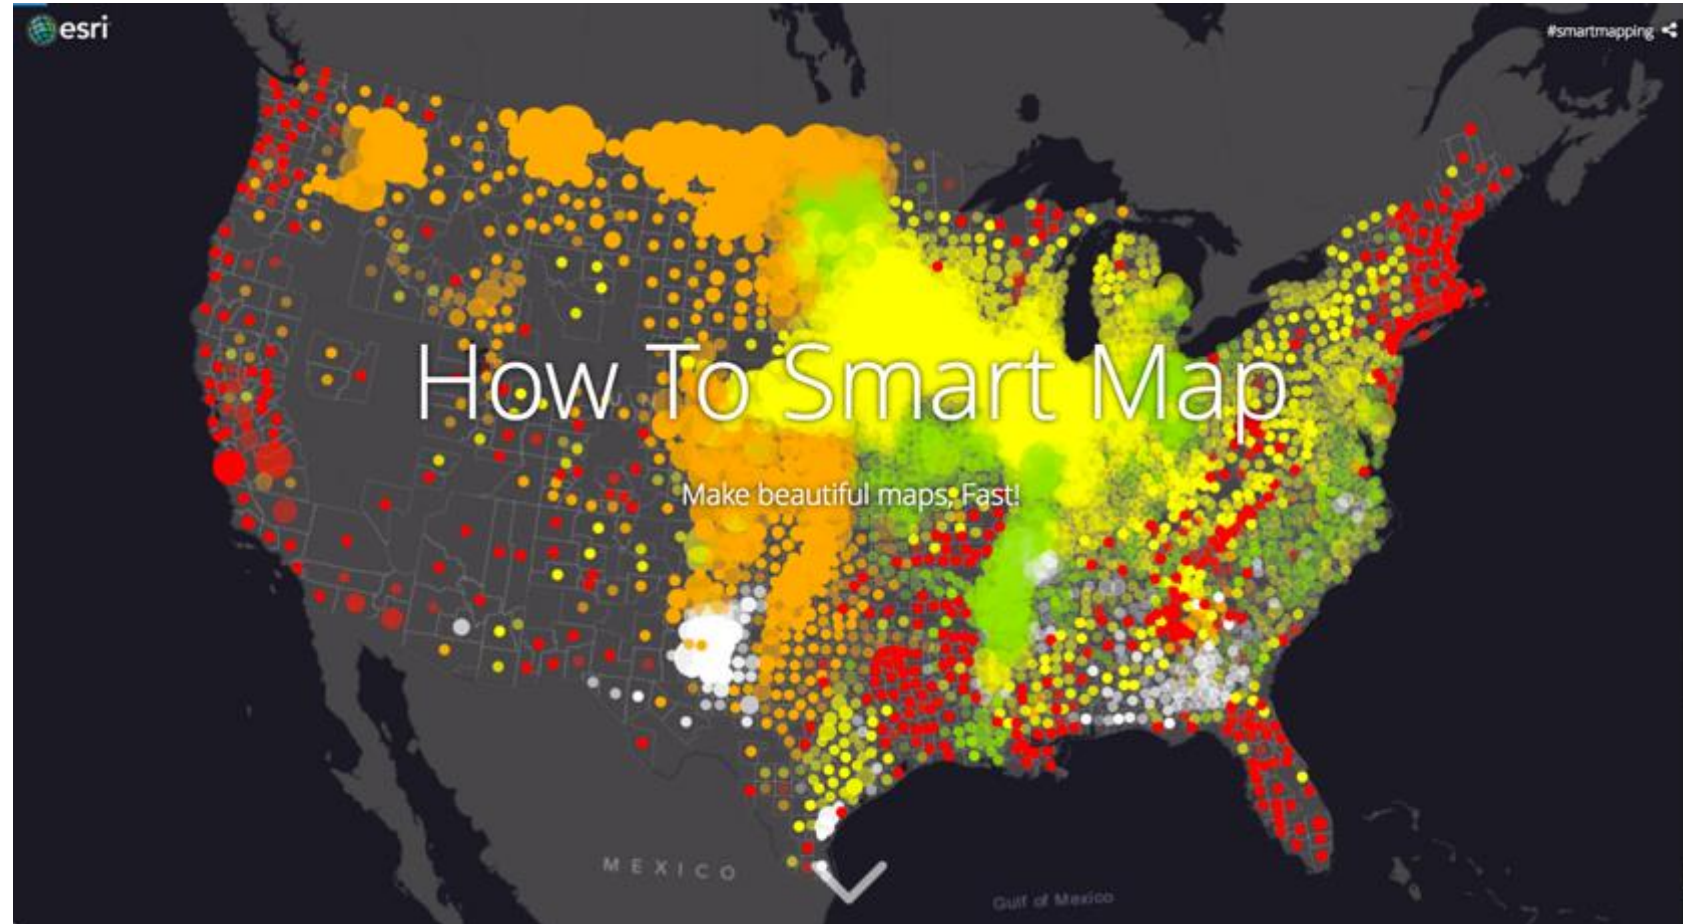 esri
#smartmapping
How To Smart Map
Make beautiful maps, Fast!
MEXICO
Gulf of Mexico